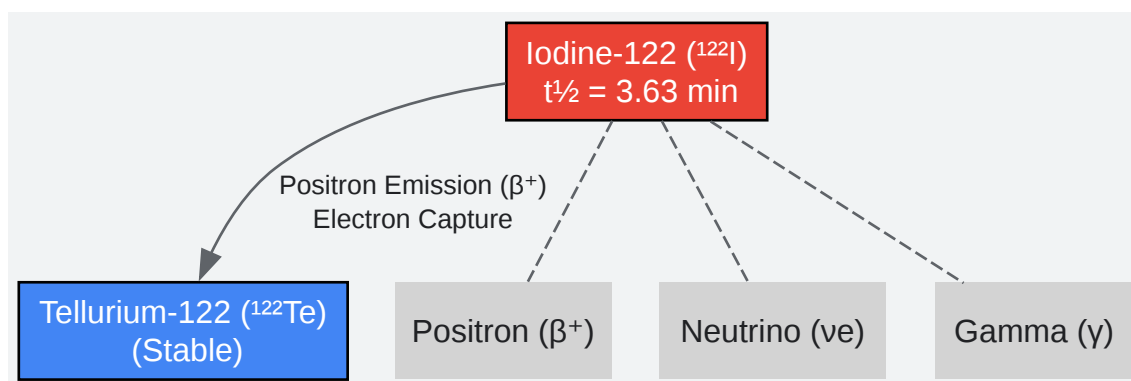 Iodine-122 (¹²²I)
t½ = 3.63 min
Positron Emission (β⁺)
Electron Capture
Tellurium-122 (¹²²Te)
(Stable)
Positron (β⁺)
Neutrino (νe)
Gamma (γ)